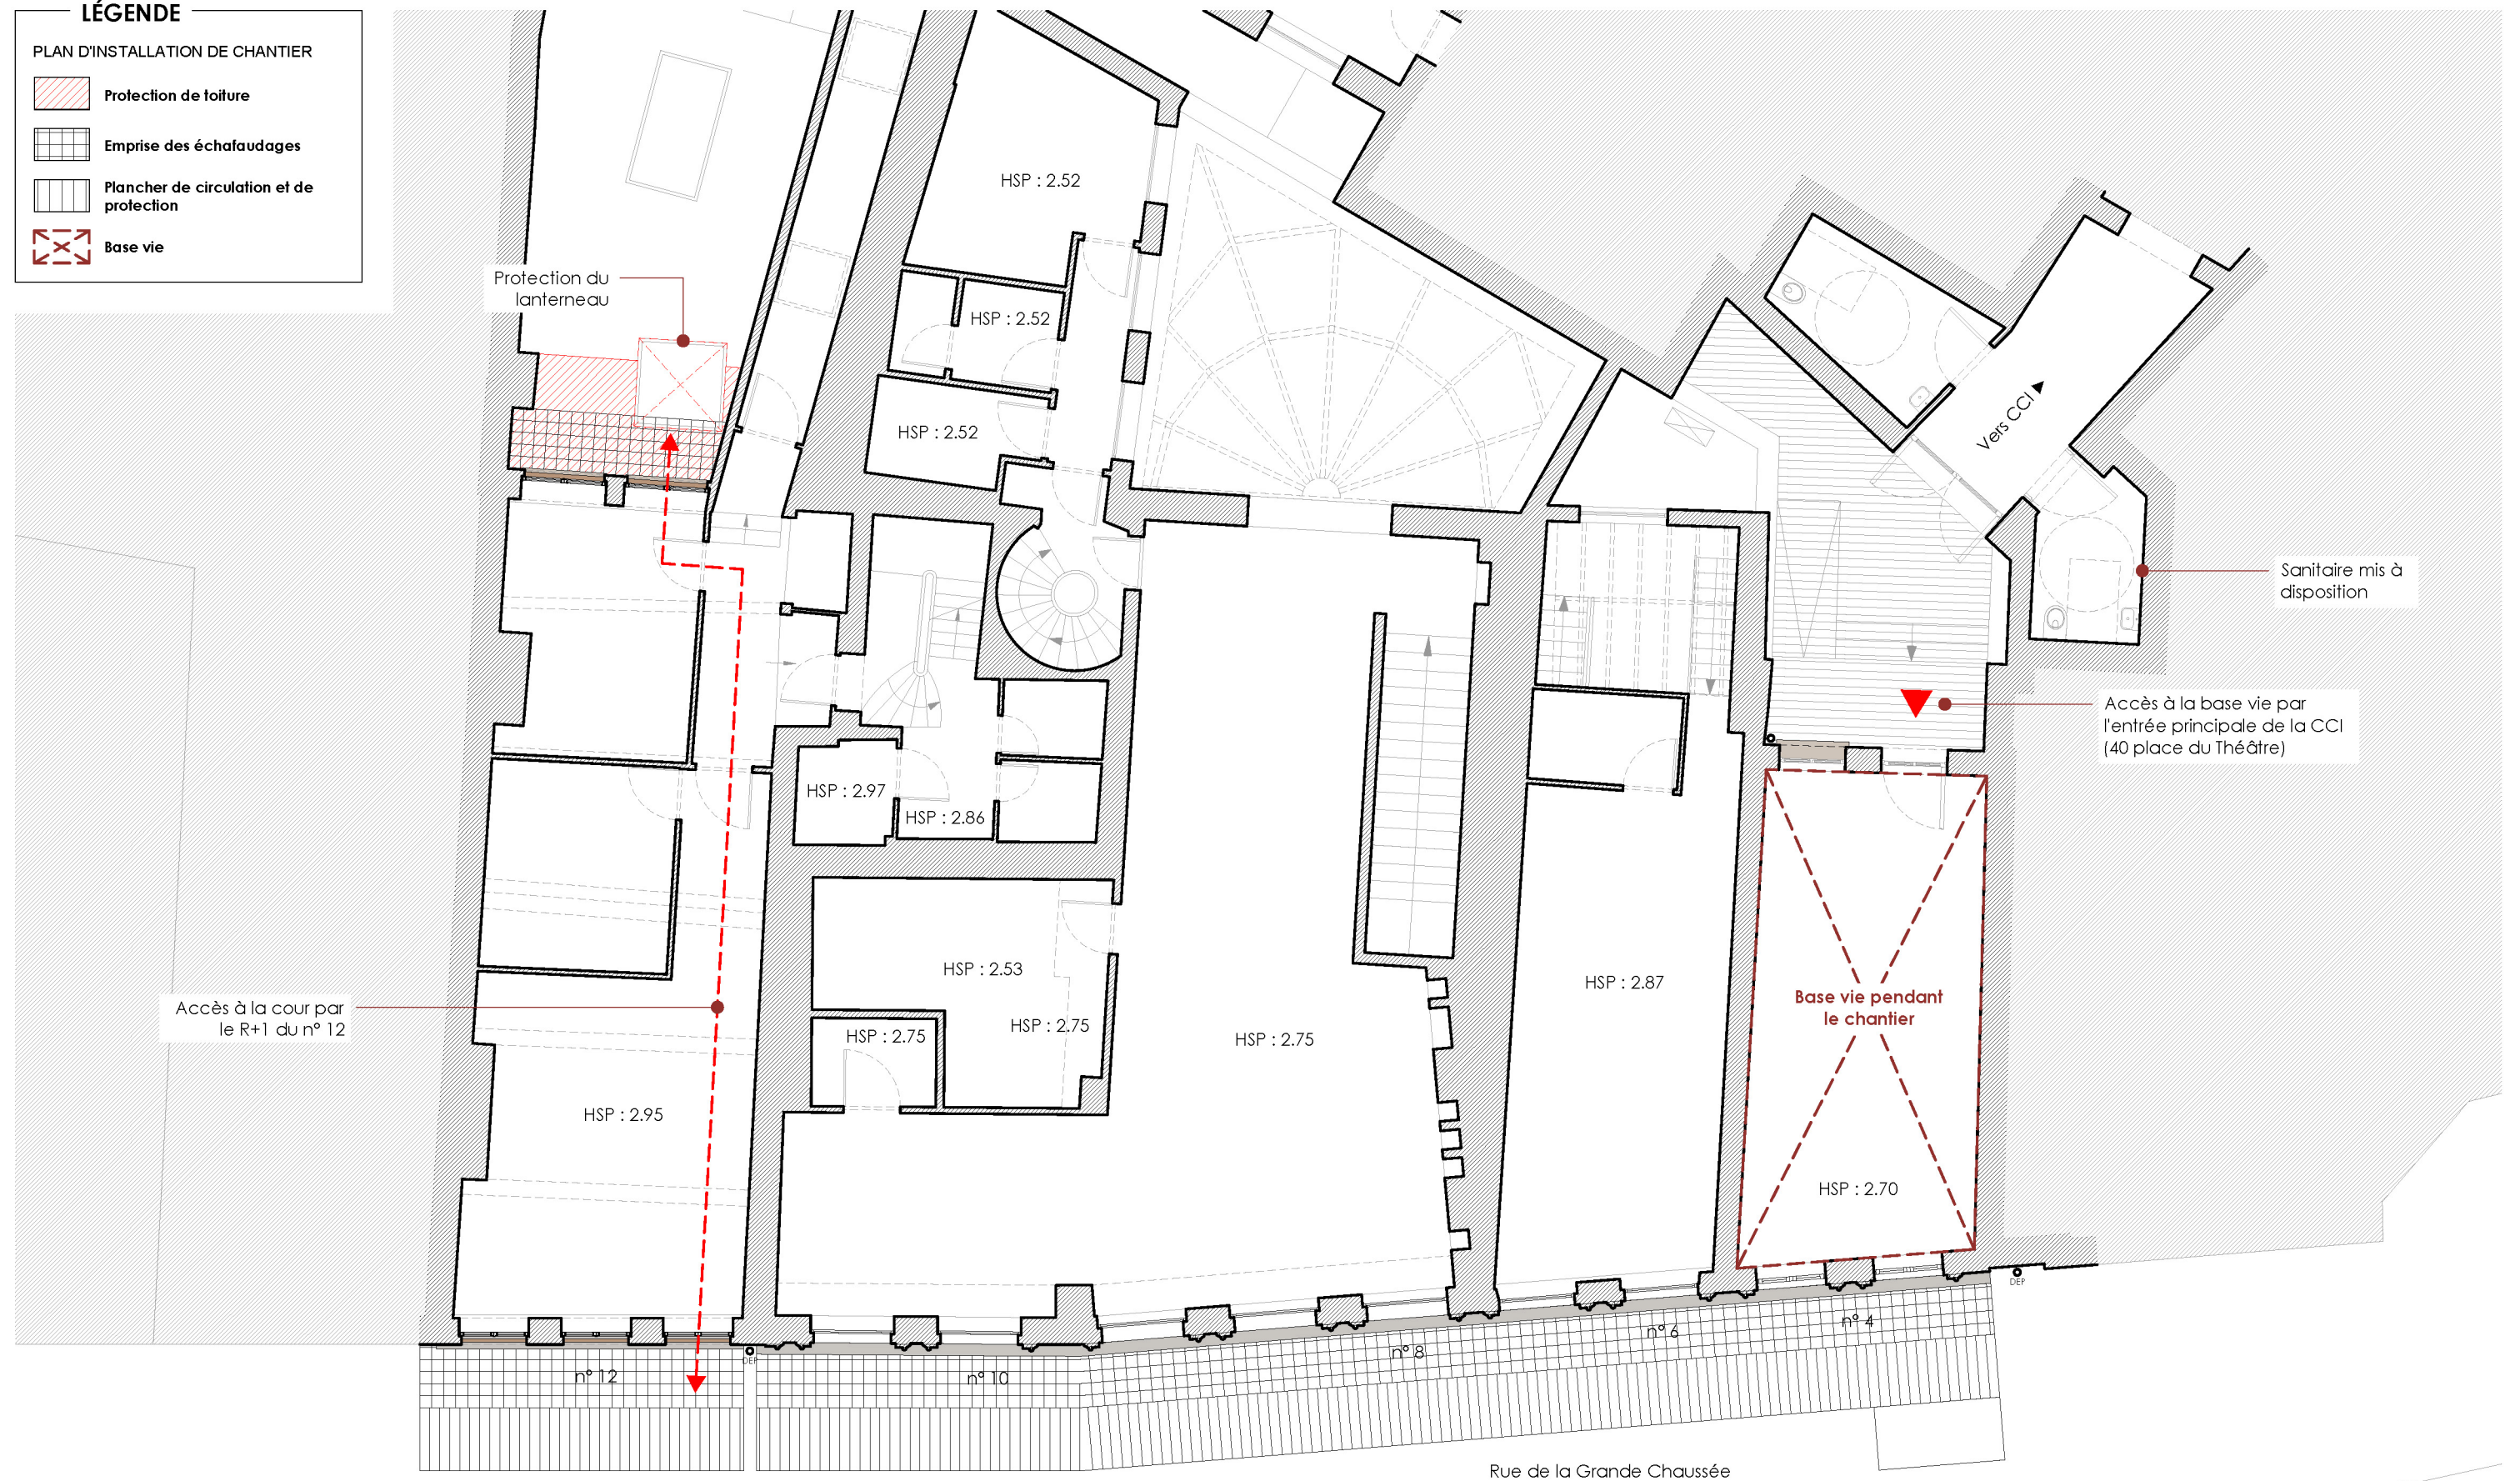 LÉGENDE
PLAN D'INSTALLATION DE CHANTIER
Protection de toiture
Emprise des échafaudages
Plancher de circulation et de
protection
Base vie
Protection du
lanterneau
HSP : 2.52
HSP : 2.52
HSP : 2.52
Vers CCI
Sanitaire mis à
disposition
Accès à la base vie par
l'entrée principale de la CCI
(40 place du Théâtre)
HSP : 2.97
HSP : 2.86
HSP : 2.53
HSP : 2.75
HSP : 2.75
HSP : 2.75
HSP : 2.87
Base vie pendant
le chantier
Accès à la cour par
le R+1 du n° 12
HSP : 2.95
HSP : 2.70
DEP
DEP
n° 12
n° 10
n° 8
n° 6
n° 4
Rue de la Grande Chaussée